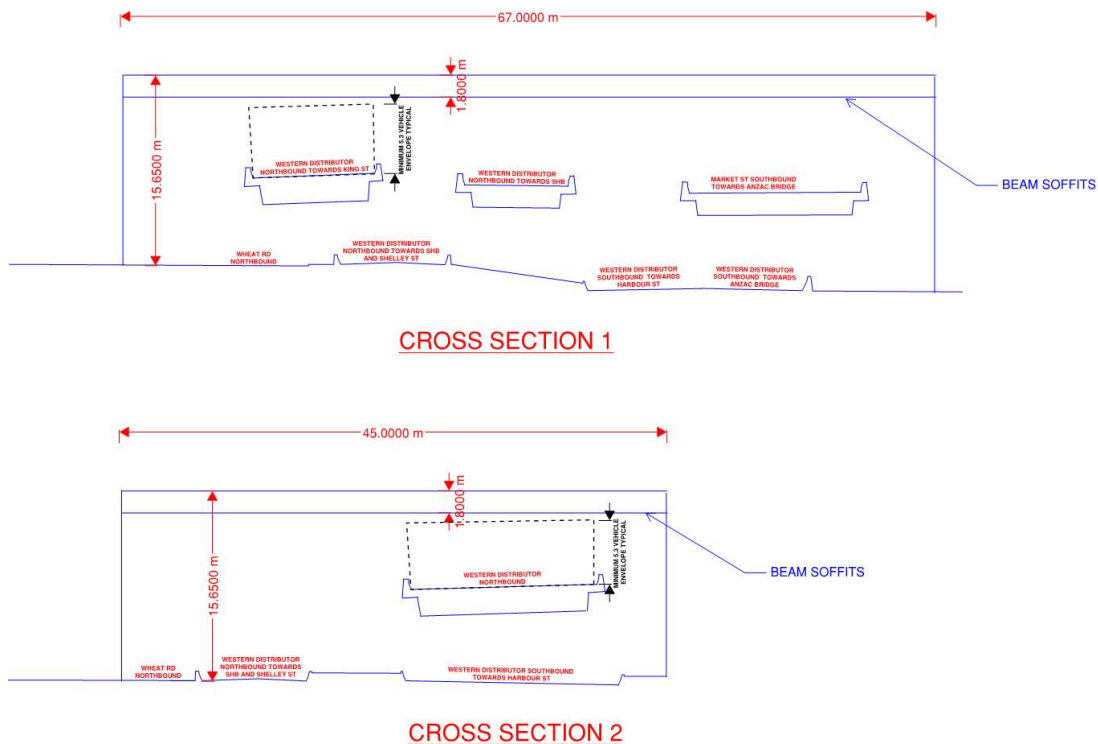 67.0000 m
1.8000 m
15.6500 m
MINIMUM 5.3 VEHICLE
ENVELOPE TYPICAL
WESTERN DISTRIBUTOR
NORTHBOUND TOWARDS KING ST
WESTERN DISTRIBUTOR
NORTHBOUND TOWARDS SHB
MARKET ST SOUTHBOUND
TOWARDS ANZAC BRIDGE
BEAM SOFFITS
WHEAT RD
NORTHBOUND
WESTERN DISTRIBUTOR
NORTHBOUND TOWARDS SHB
AND SHELLEY ST
WESTERN DISTRIBUTOR
SOUTHBOUND TOWARDS
HARBOUR ST
WESTERN DISTRIBUTOR
SOUTHBOUND TOWARDS
ANZAC BRIDGE
CROSS SECTION 1
45.0000 m
1.8000 m
15.6500 m
MINIMUM 5.3 VEHICLE
ENVELOPE TYPICAL
WESTERN DISTRIBUTOR
NORTHBOUND
BEAM SOFFITS
WHEAT RD
NORTHBOUND
WESTERN DISTRIBUTOR
NORTHBOUND TOWARDS
SHB AND SHELLEY ST
WESTERN DISTRIBUTOR SOUTHBOUND
TOWARDS HARBOUR ST
CROSS SECTION 2